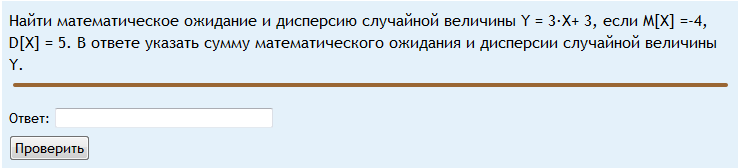 Найти математическое ожидание и дисперсию случайной величины Y = 3·X+ 3, если M[X] =-4,
D[X] = 5. В ответе указать сумму математического ожидания и дисперсии случайной величины
Y.
Ответ:
Проверить